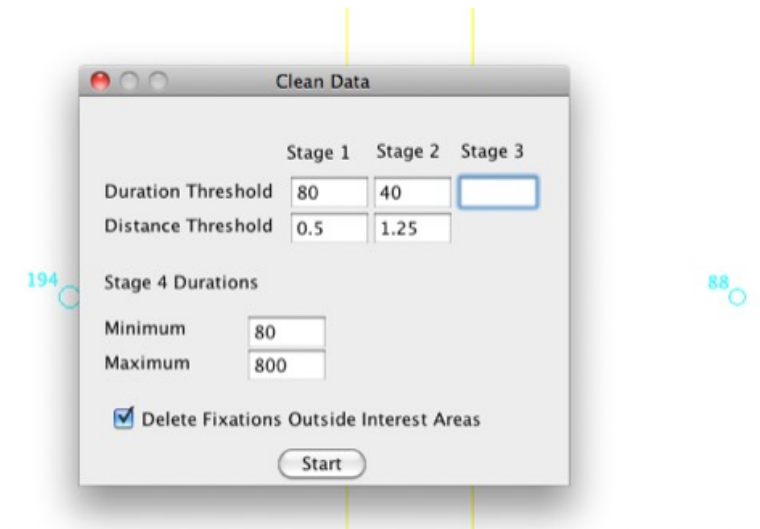 Clean Data
Stage 1 Stage 2 Stage 3
Duration Threshold 80 40
Distance Threshold 0.5 1.25
194 Stage 4 Durations 88
Minimum 80
Maximum 800
Delete Fixations Outside Interest Areas
Start